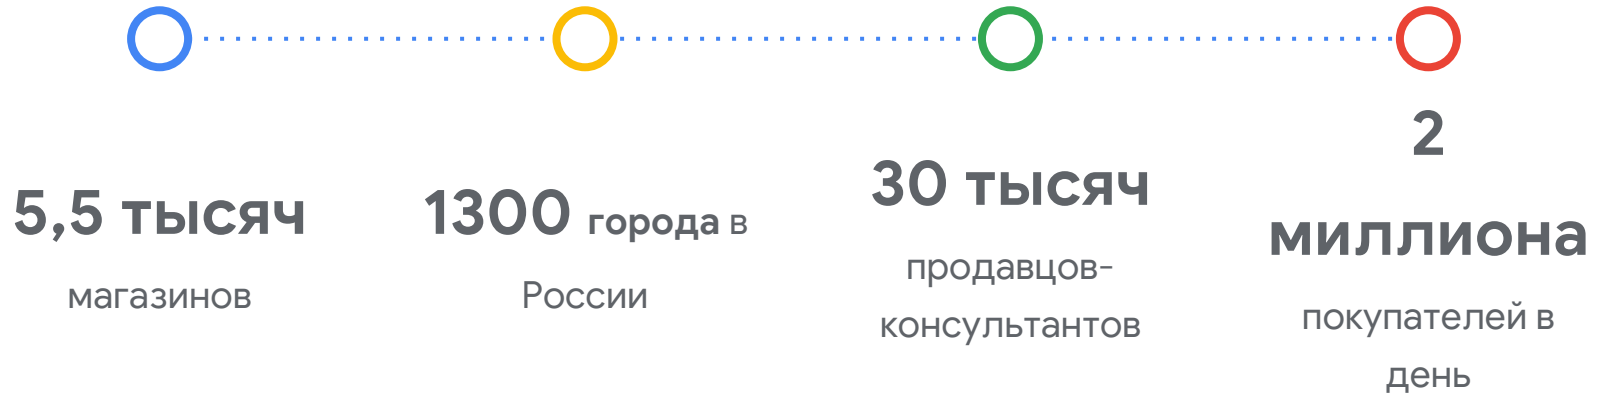 5,5 тысяч
магазинов
1300 города в
России
30 тысяч
продавцов-
консультантов
2
миллиона
покупателей в
день